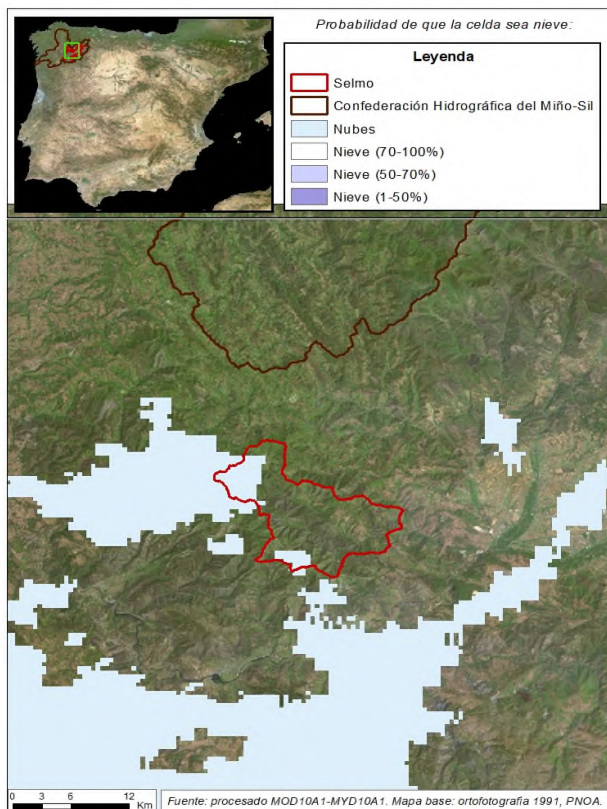 Probabilidad de que la celda sea nieve:
Leyenda
Selmo
Confederación Hidrográfica del Miño-Sil
Nubes
Nieve (70-100%)
Nieve (50-70%)
Nieve (1-50%)
0 3 6 12
Km
Fuente: procesado MOD10A1-MYD10A1. Mapa base: ortofotografia 1991, PNOA